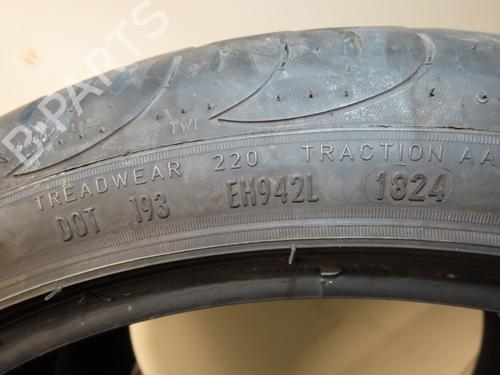 B-PARTS
TWI
TREADWEAR 220 TRACTION AA
DOT 193 EH942L 1824